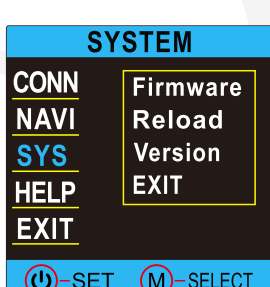 SYSTEM
CONN
NAVI
SYS
HELP
EXIT
Firmware
Reload
Version
EXIT
-SET M-SELECT